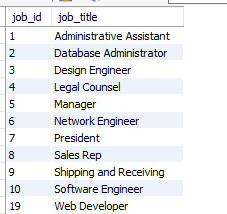 job_id job_title
1 Administrative Assistant
2 Database Administrator
3 Design Engineer
4 Legal Counsel
5 Manager
6 Network Engineer
7 President
8 Sales Rep
9 Shipping and Receiving
10 Software Engineer
19 Web Developer